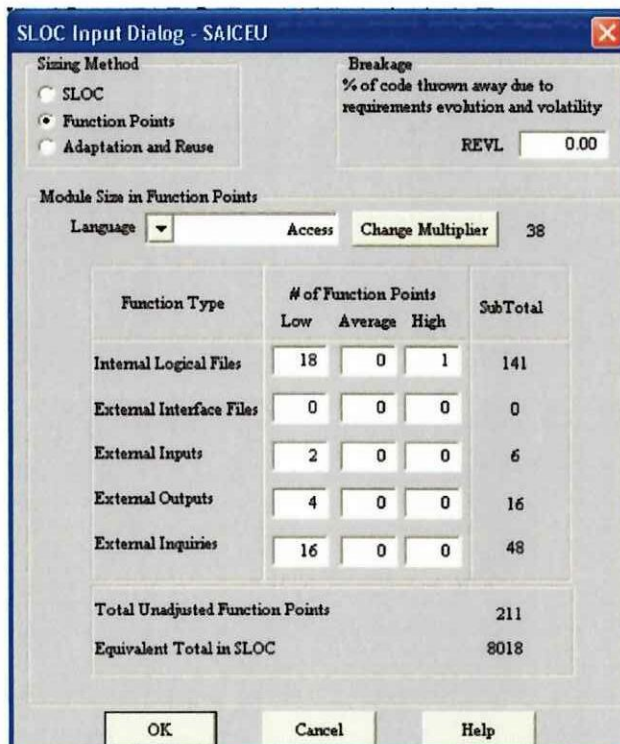 SLOC Input Dialog - SAICEU
Sizing Method
SLOC
Function Points
Adaptation and Reuse
Breakage
% of code thrown away due to
requirements evolution and volatility
REVL 0.00
Module Size in Function Points
Language Access Change Multiplier 38
Function Type # of Function Points SubTotal
Low Average High
Internal Logical Files 18 0 1 141
External Interface Files 0 0 0 0
External Inputs 2 0 0 6
External Outputs 4 0 0 16
External Inquiries 16 0 0 48
Total Unadjusted Function Points 211
Equivalent Total in SLOC 8018
OK Cancel Help